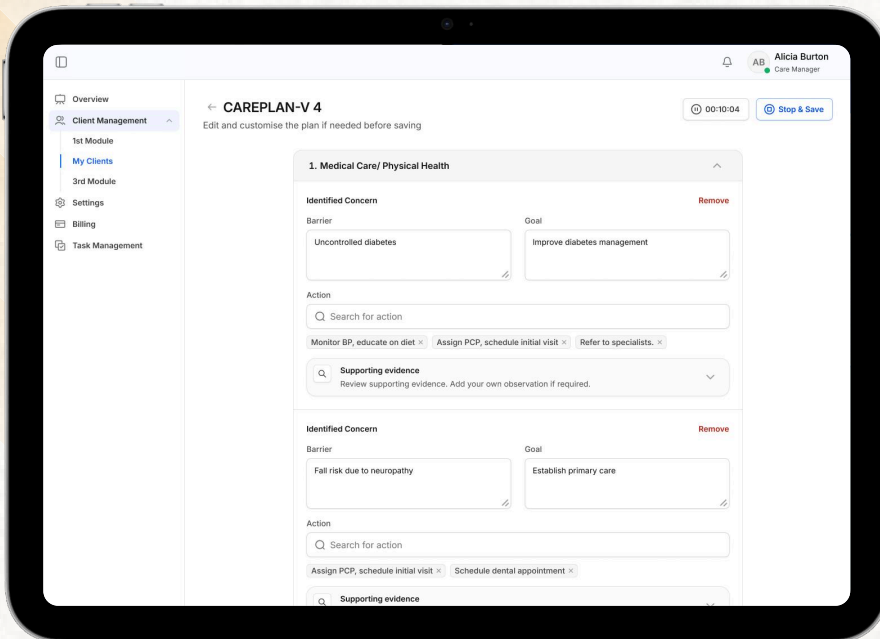 AB
Alicia Burton
Care Manager
Overview
Client Management
1st Module
My Clients
3rd Module
Settings
Billing
Task Management
← CAREPLAN-V 4
Edit and customise the plan if needed before saving
00:10:04
Stop & Save
1. Medical Care/ Physical Health
Identified Concern
Remove
Barrier
Goal
Uncontrolled diabetes
Improve diabetes management
Action
Search for action
Monitor BP, educate on diet ×
Assign PCP, schedule initial visit ×
Refer to specialists. ×
Supporting evidence
Review supporting evidence. Add your own observation if required.
Identified Concern
Remove
Barrier
Goal
Fall risk due to neuropathy
Establish primary care
Action
Search for action
Assign PCP, schedule initial visit ×
Schedule dental appointment ×
Supporting evidence